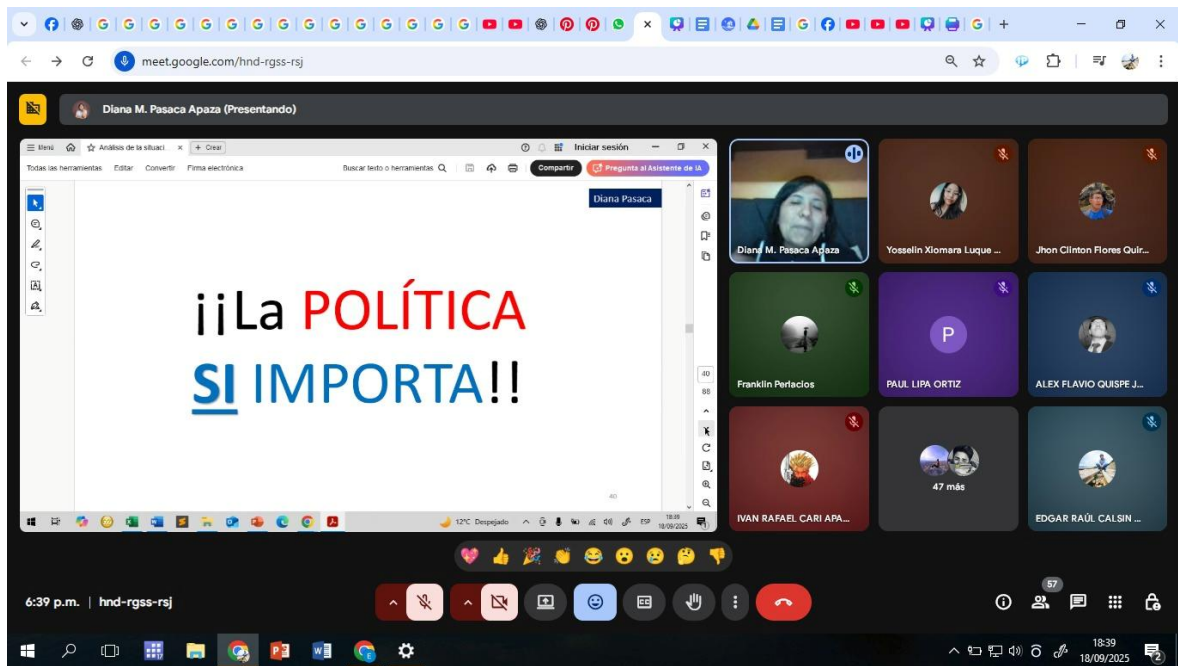 meet.google.com/hnd-rgss-rsj
Diana M. Pasaca Apaza (Presentando)
Menú
Análisis de la situaci...
+ Crear
Iniciar sesión
Todas las herramientas
Editar
Convertir
Firma electrónica
Buscar texto o herramientas
Compartir
Pregunta al Asistente de IA
Diana Pasaca
¡¡La POLÍTICA
SI IMPORTA!!
40
40
88
12°C Despejado
ESP
18:39
18/09/2025
Diana M. Pasaca Apaza
Yosselin Xiomara Luque ...
Jhon Clinton Flores Quir...
Franklin Perlacios
P
PAUL LIPA ORTIZ
ALEX FLAVIO QUISPE J...
IVAN RAFAEL CARI APA...
47 más
EDGAR RAÚL CALSIN ...
6:39 p.m. | hnd-rgss-rsj
57
18:39
18/09/2025